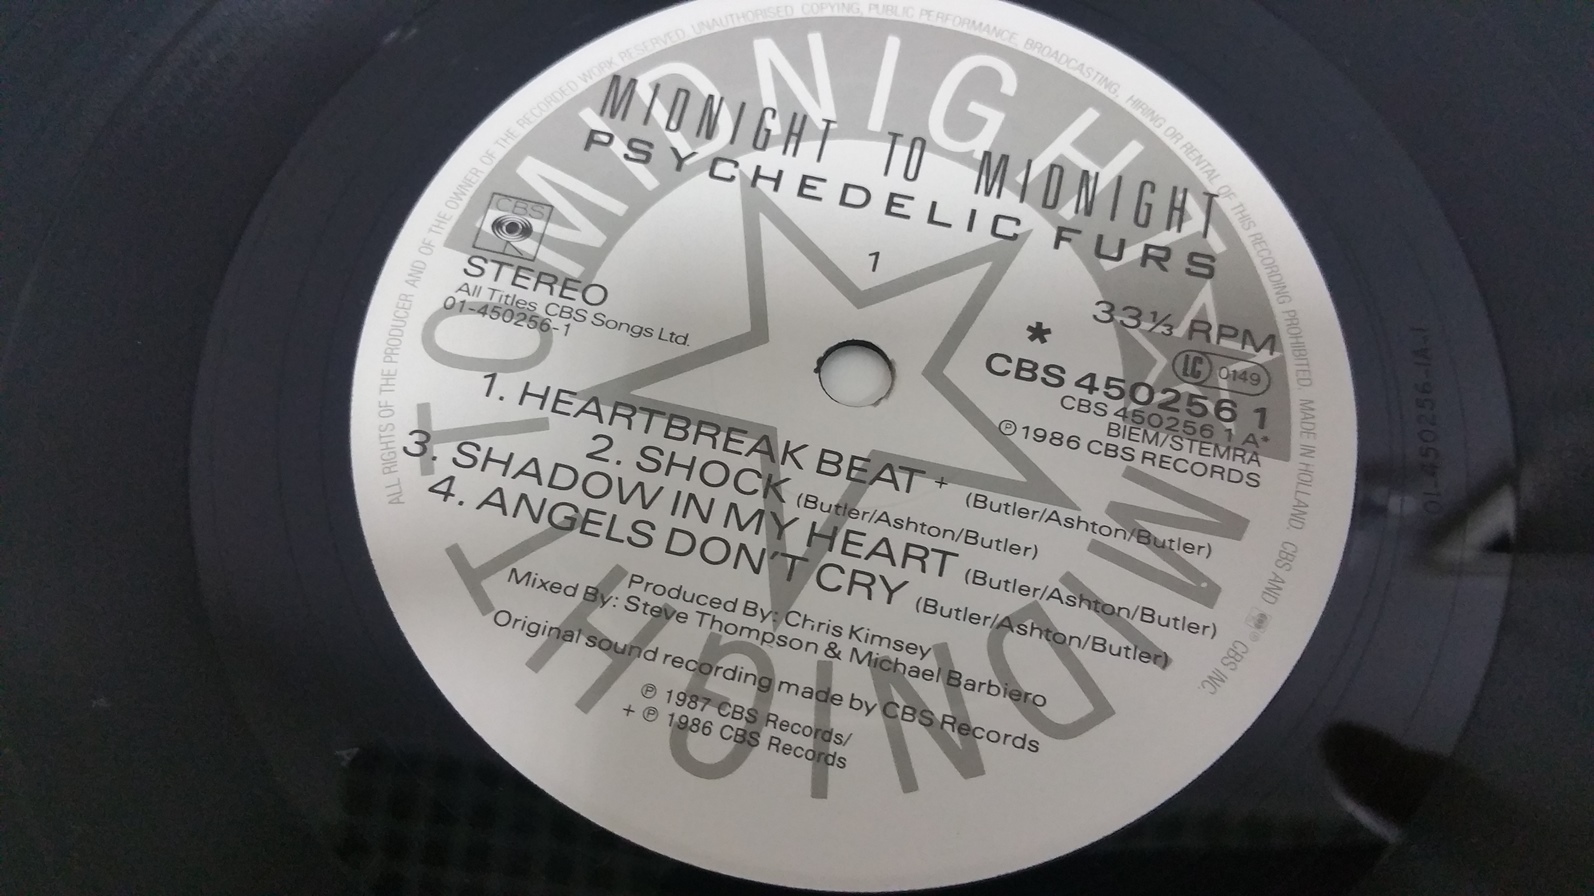 ALL RIGHTS OF THE PRODUCER AND OF THE OWNER OF THE RECORDED WORK RESERVED. UNAUTHORISED COPYING, PUBLIC PERFORMANCE, BROADCASTING, HIRING OR RENTAL OF THIS RECORDING PROHIBITED. MADE IN HOLLAND. CBS AND ® CBS INC.
MIDNIGHT
TO
MIDNIGHT
MIDNIGHT TO MIDNIGHT
PSYCHEDELIC FURS
1
CBS
STEREO
All Titles CBS Songs Ltd.
01-450256-1
33⅓ RPM
LC 0149
*
CBS 450256 1
CBS 450256 1 A*
BIEM/STEMRA
℗ 1986 CBS RECORDS
1. HEARTBREAK BEAT + (Butler/Ashton/Butler)
2. SHOCK (Butler/Ashton/Butler)
3. SHADOW IN MY HEART (Butler/Ashton/Butler)
4. ANGELS DON'T CRY (Butler/Ashton/Butler)
Produced By: Chris Kimsey
Mixed By: Steve Thompson & Michael Barbiero
Original sound recording made by CBS Records
℗ 1987 CBS Records/
+ ℗ 1986 CBS Records
01-450256-1A-1